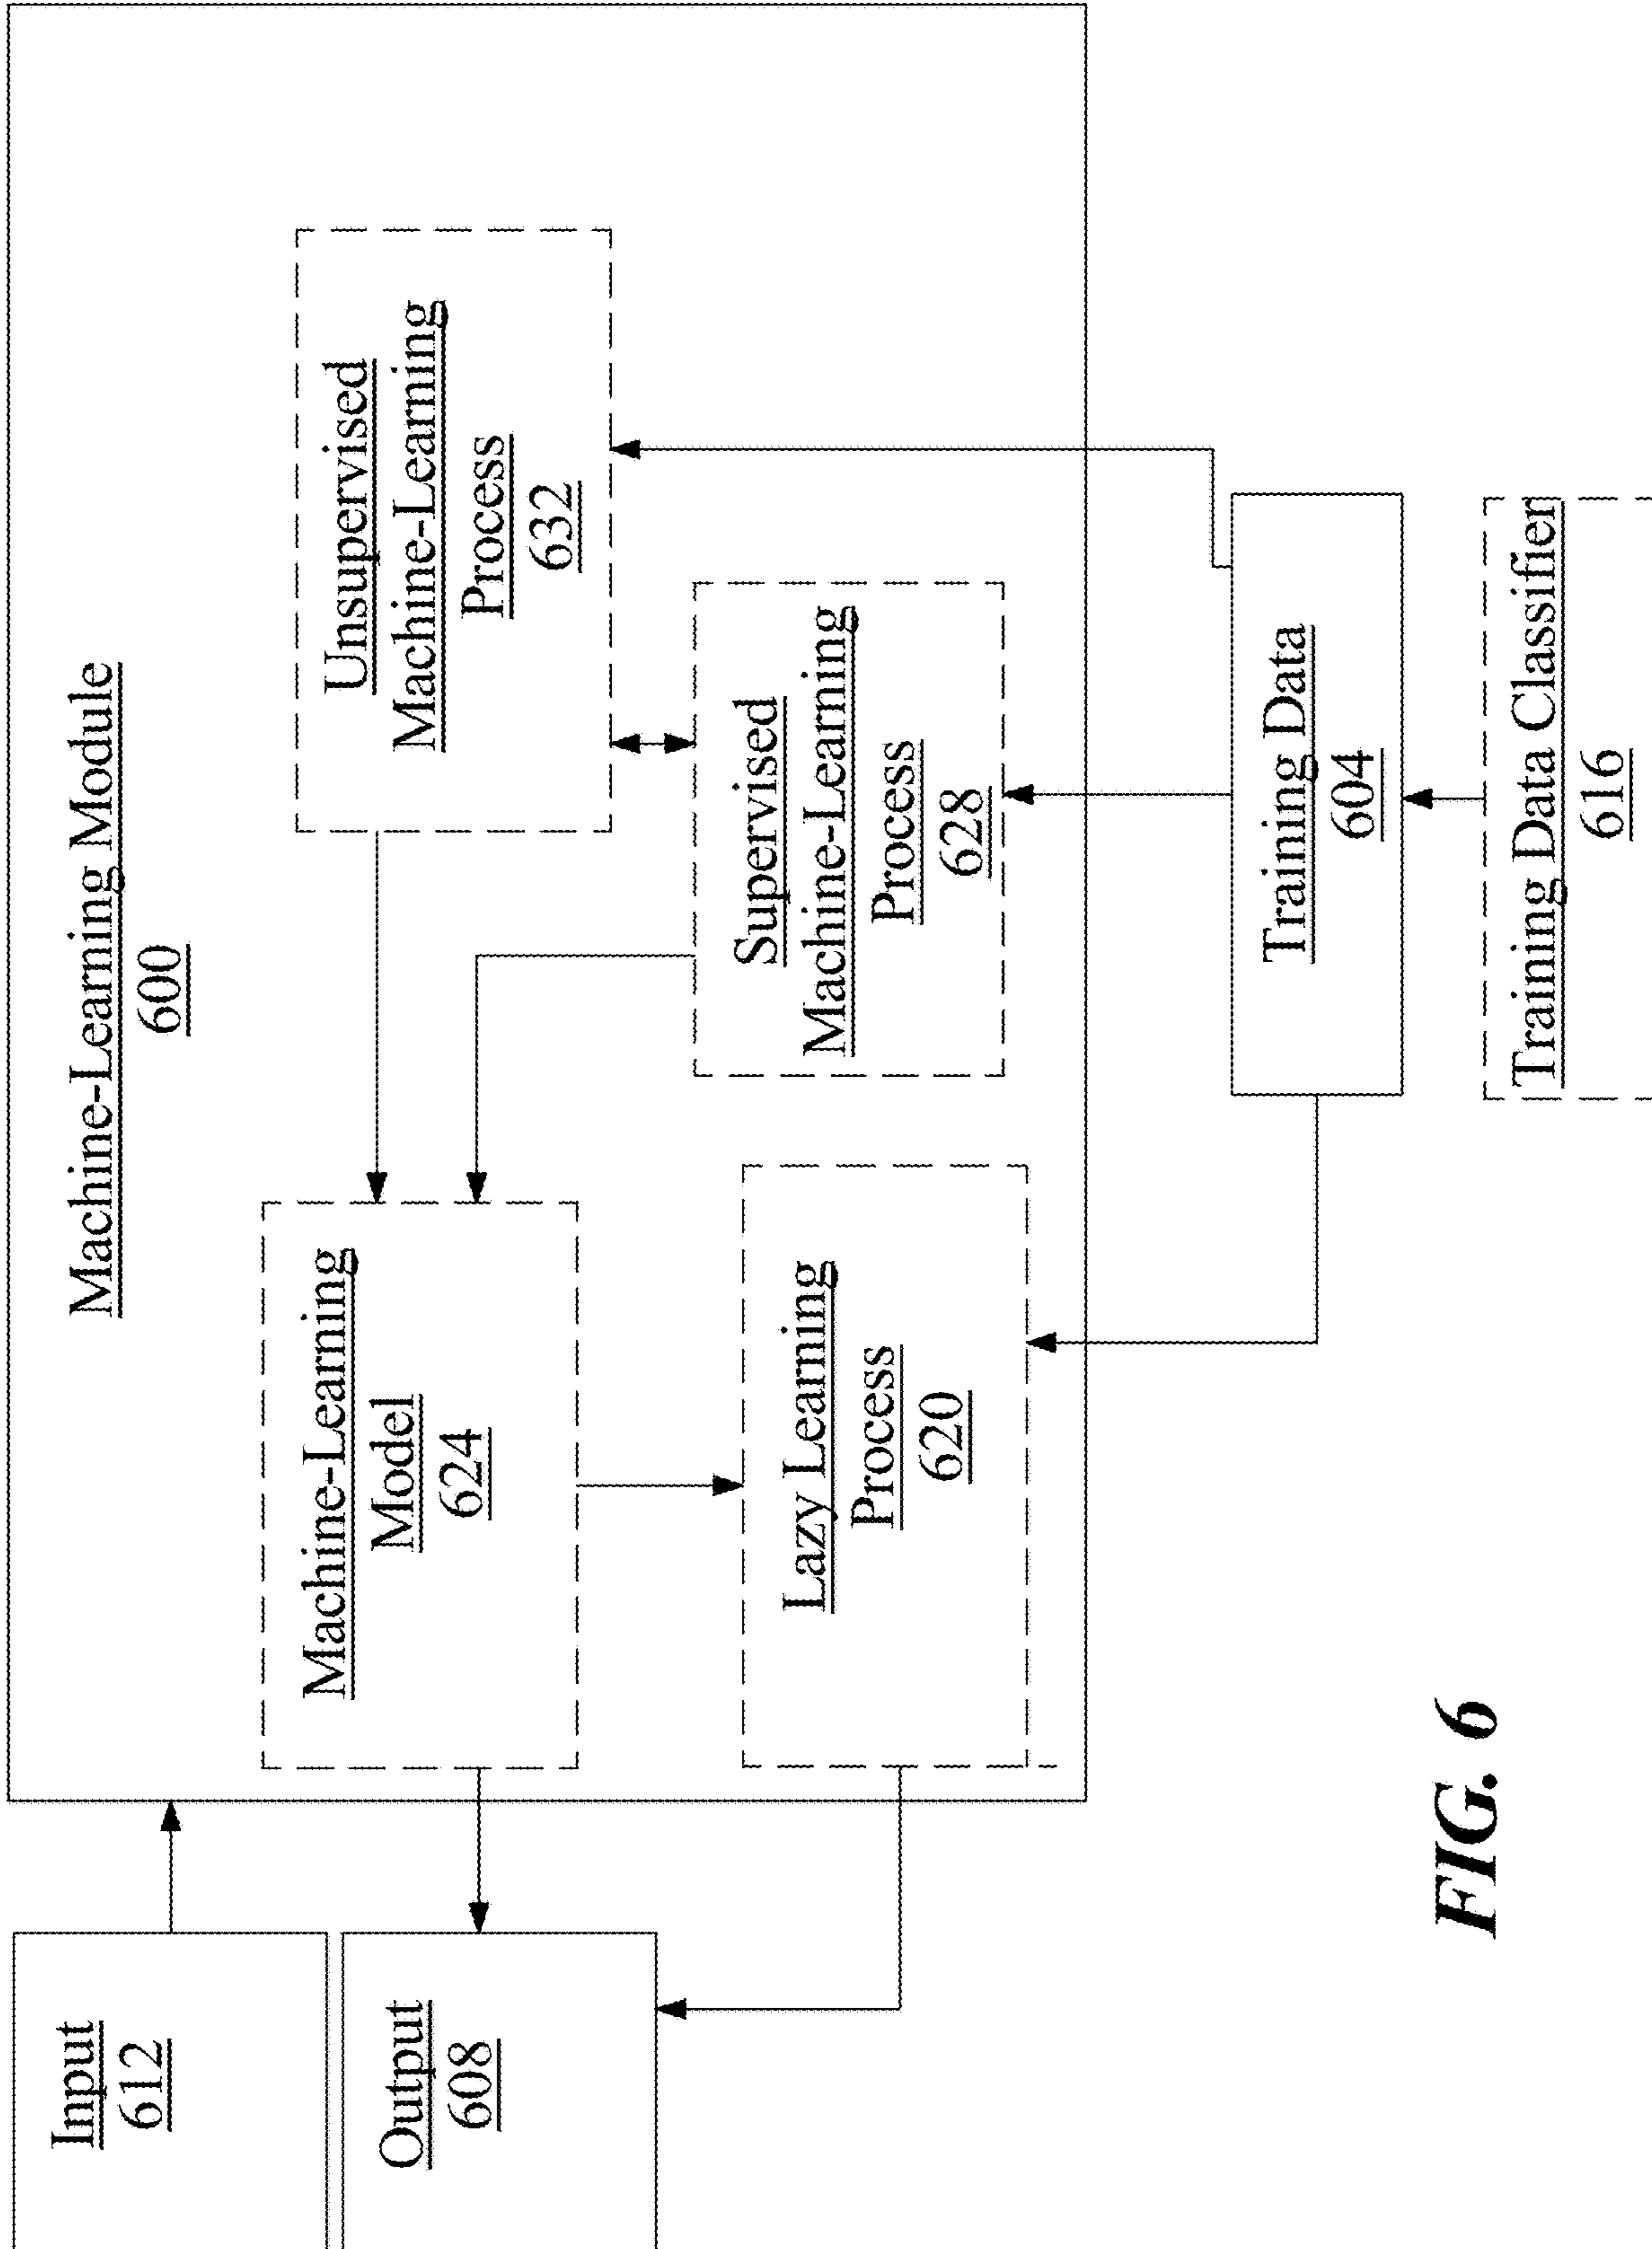 Machine-Learning Module
600
Input
612
Output
608
Machine-Learning
Model
624
Unsupervised
Machine-Learning
Process
632
Lazy Learning
Process
620
Supervised
Machine-Learning
Process
628
Training Data
604
Training Data Classifier
616
FIG. 6